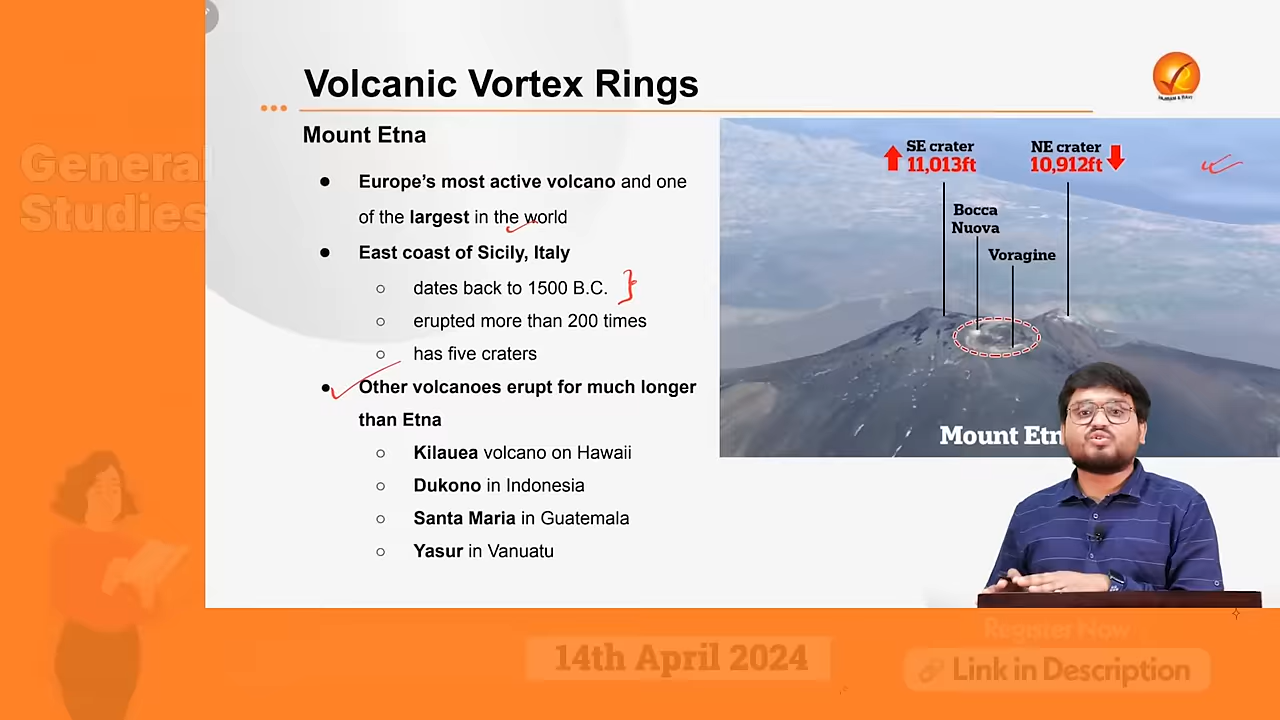 Volcanic Vortex Rings
General
Studies
Mount Etna
Europe's most active volcano and one
of the largest in the world
East coast of Sicily, Italy
dates back to 1500 B.C.
erupted more than 200 times
has five craters
Other volcanoes erupt for much longer
than Etna
Kilauea volcano on Hawaii
Dukono in Indonesia
Santa Maria in Guatemala
Yasur in Vanuatu
SE crater
11,013ft
NE crater
10,912ft
Bocca
Nuova
Voragine
Mount Etn
14th April 2024
Register Now
Link in Description